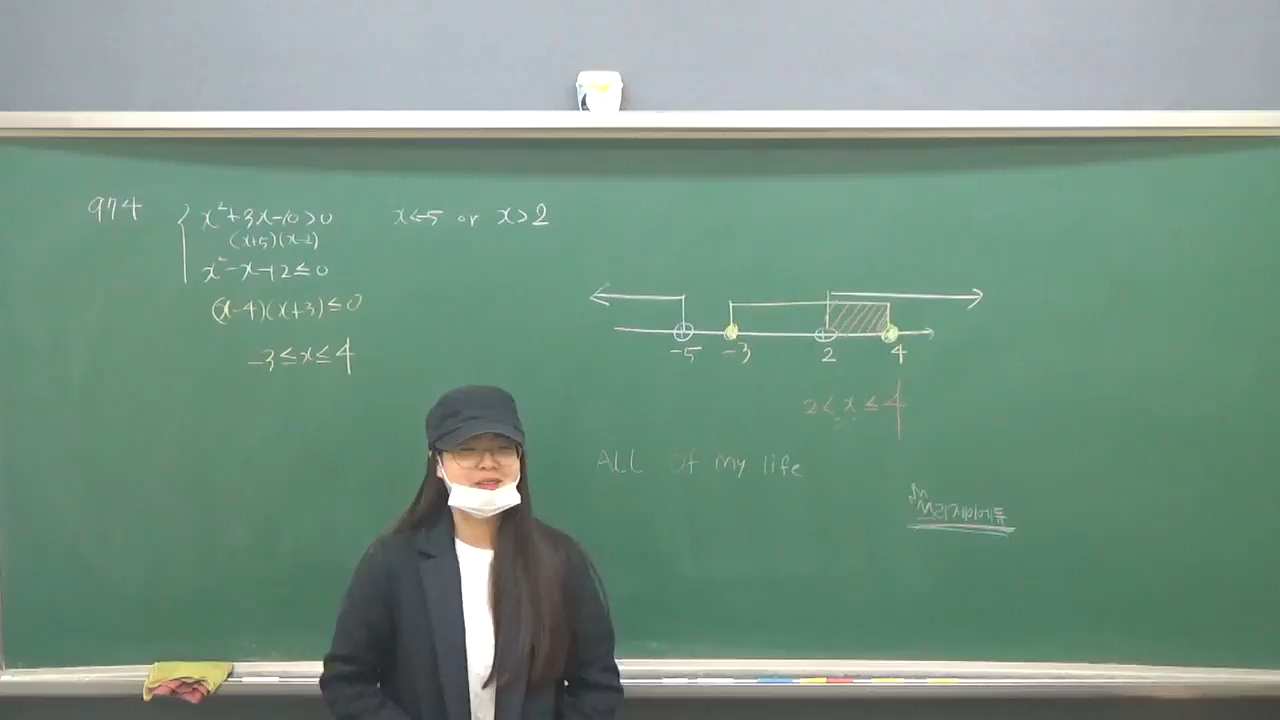 974
x²+3x-10>0 x<-5 or x>2
(x+5)(x-2)
x²-x-12≤0
(x-4)(x+3)≤0
-3≤x≤4
-5 -3 2 4
2<x≤4
ALL Of My life